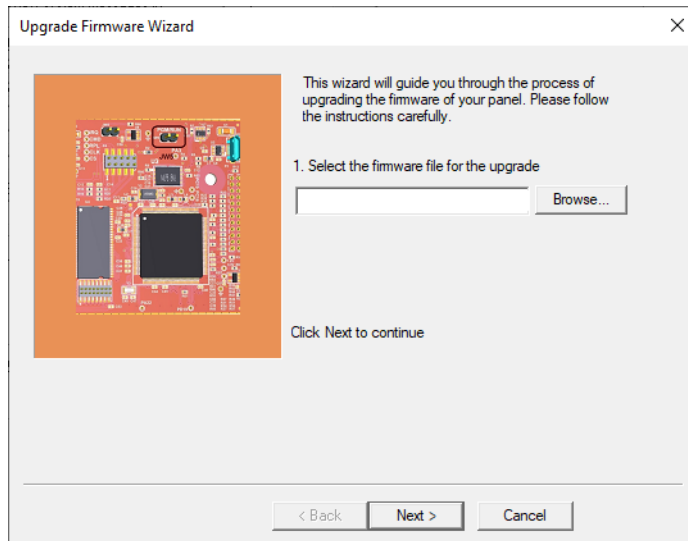 Upgrade Firmware Wizard
This wizard will guide you through the process of
upgrading the firmware of your panel. Please follow
the instructions carefully.
1. Select the firmware file for the upgrade
Browse...
Click Next to continue
< Back
Next >
Cancel